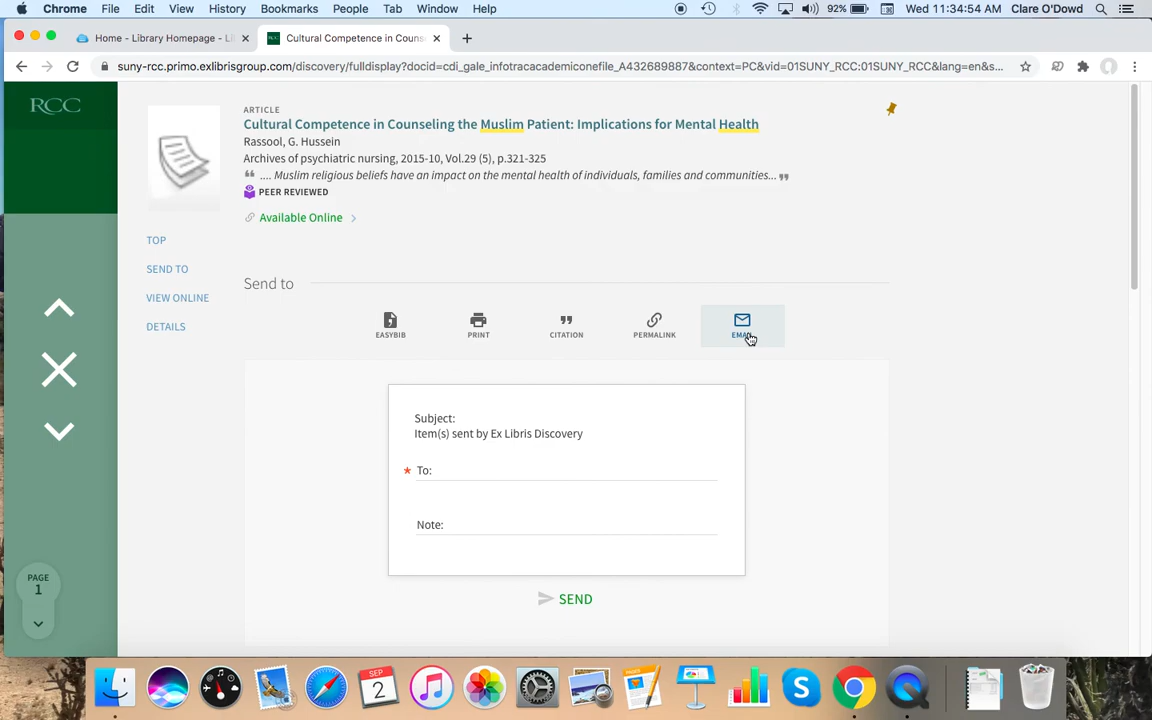 Chrome File Edit View History Bookmarks People Tab Window Help 92% Wed 11:34:54 AM Clare O'Dowd
Home - Library Homepage - Li
Cultural Competence in Couns
suny-rcc.primo.exlibrisgroup.com/discovery/fulldisplay?docid=cdi_gale_infotracacademiconefile_A432689887&context=PC&vid=01SUNY_RCC:01SUNY_RCC&lang=en&s...
RCC
ARTICLE
Cultural Competence in Counseling the Muslim Patient: Implications for Mental Health
Rassool, G. Hussein
Archives of psychiatric nursing, 2015-10, Vol.29 (5), p.321-325
.... Muslim religious beliefs have an impact on the mental health of individuals, families and communities...
PEER REVIEWED
Available Online
TOP
SEND TO
VIEW ONLINE
DETAILS
Send to
EASYBIB
PRINT
CITATION
PERMALINK
EMAIL
Subject:
Item(s) sent by Ex Libris Discovery
* To:
Note:
SEND
PAGE
1
SEP
2